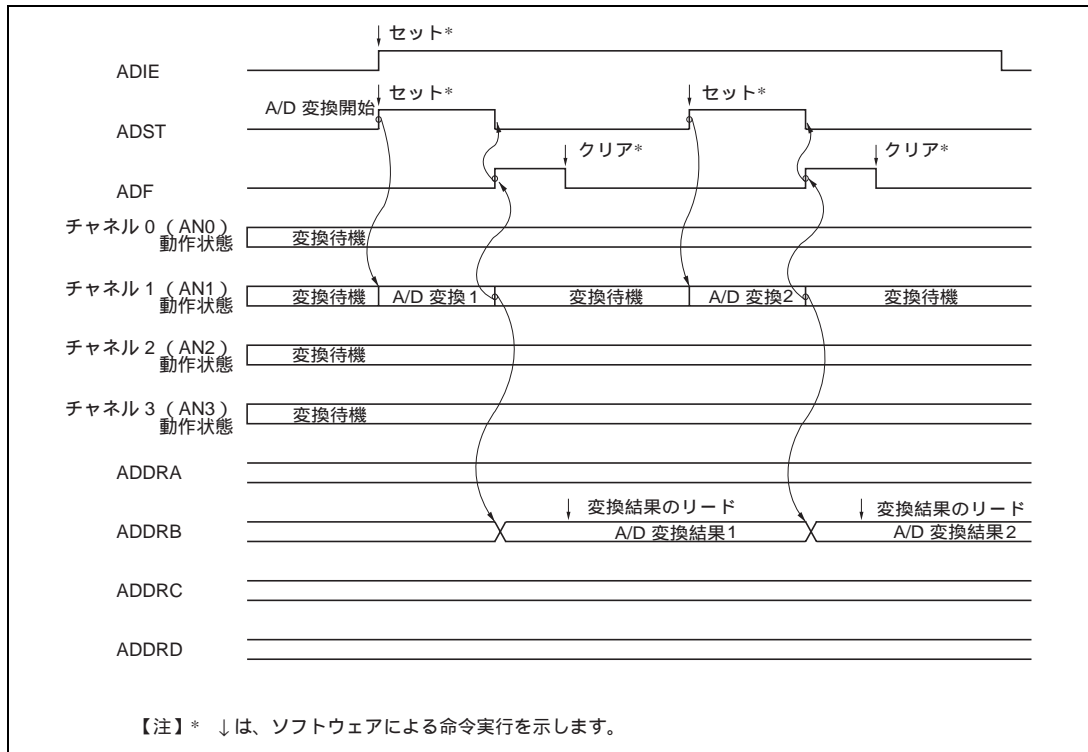 セット*
ADIE
A/D 変換開始 セット* セット*
ADST
クリア* クリア*
ADF
チャネル 0 (AN0)
動作状態
変換待機
チャネル 1 (AN1)
動作状態
変換待機 A/D 変換1 変換待機 A/D 変換2 変換待機
チャネル 2 (AN2)
動作状態
変換待機
チャネル 3 (AN3)
動作状態
変換待機
ADDRA
変換結果のリード 変換結果のリード
ADDRB
A/D 変換結果1 A/D 変換結果2
ADDRC
ADDRD
【注】* ↓は、ソフトウェアによる命令実行を示します。